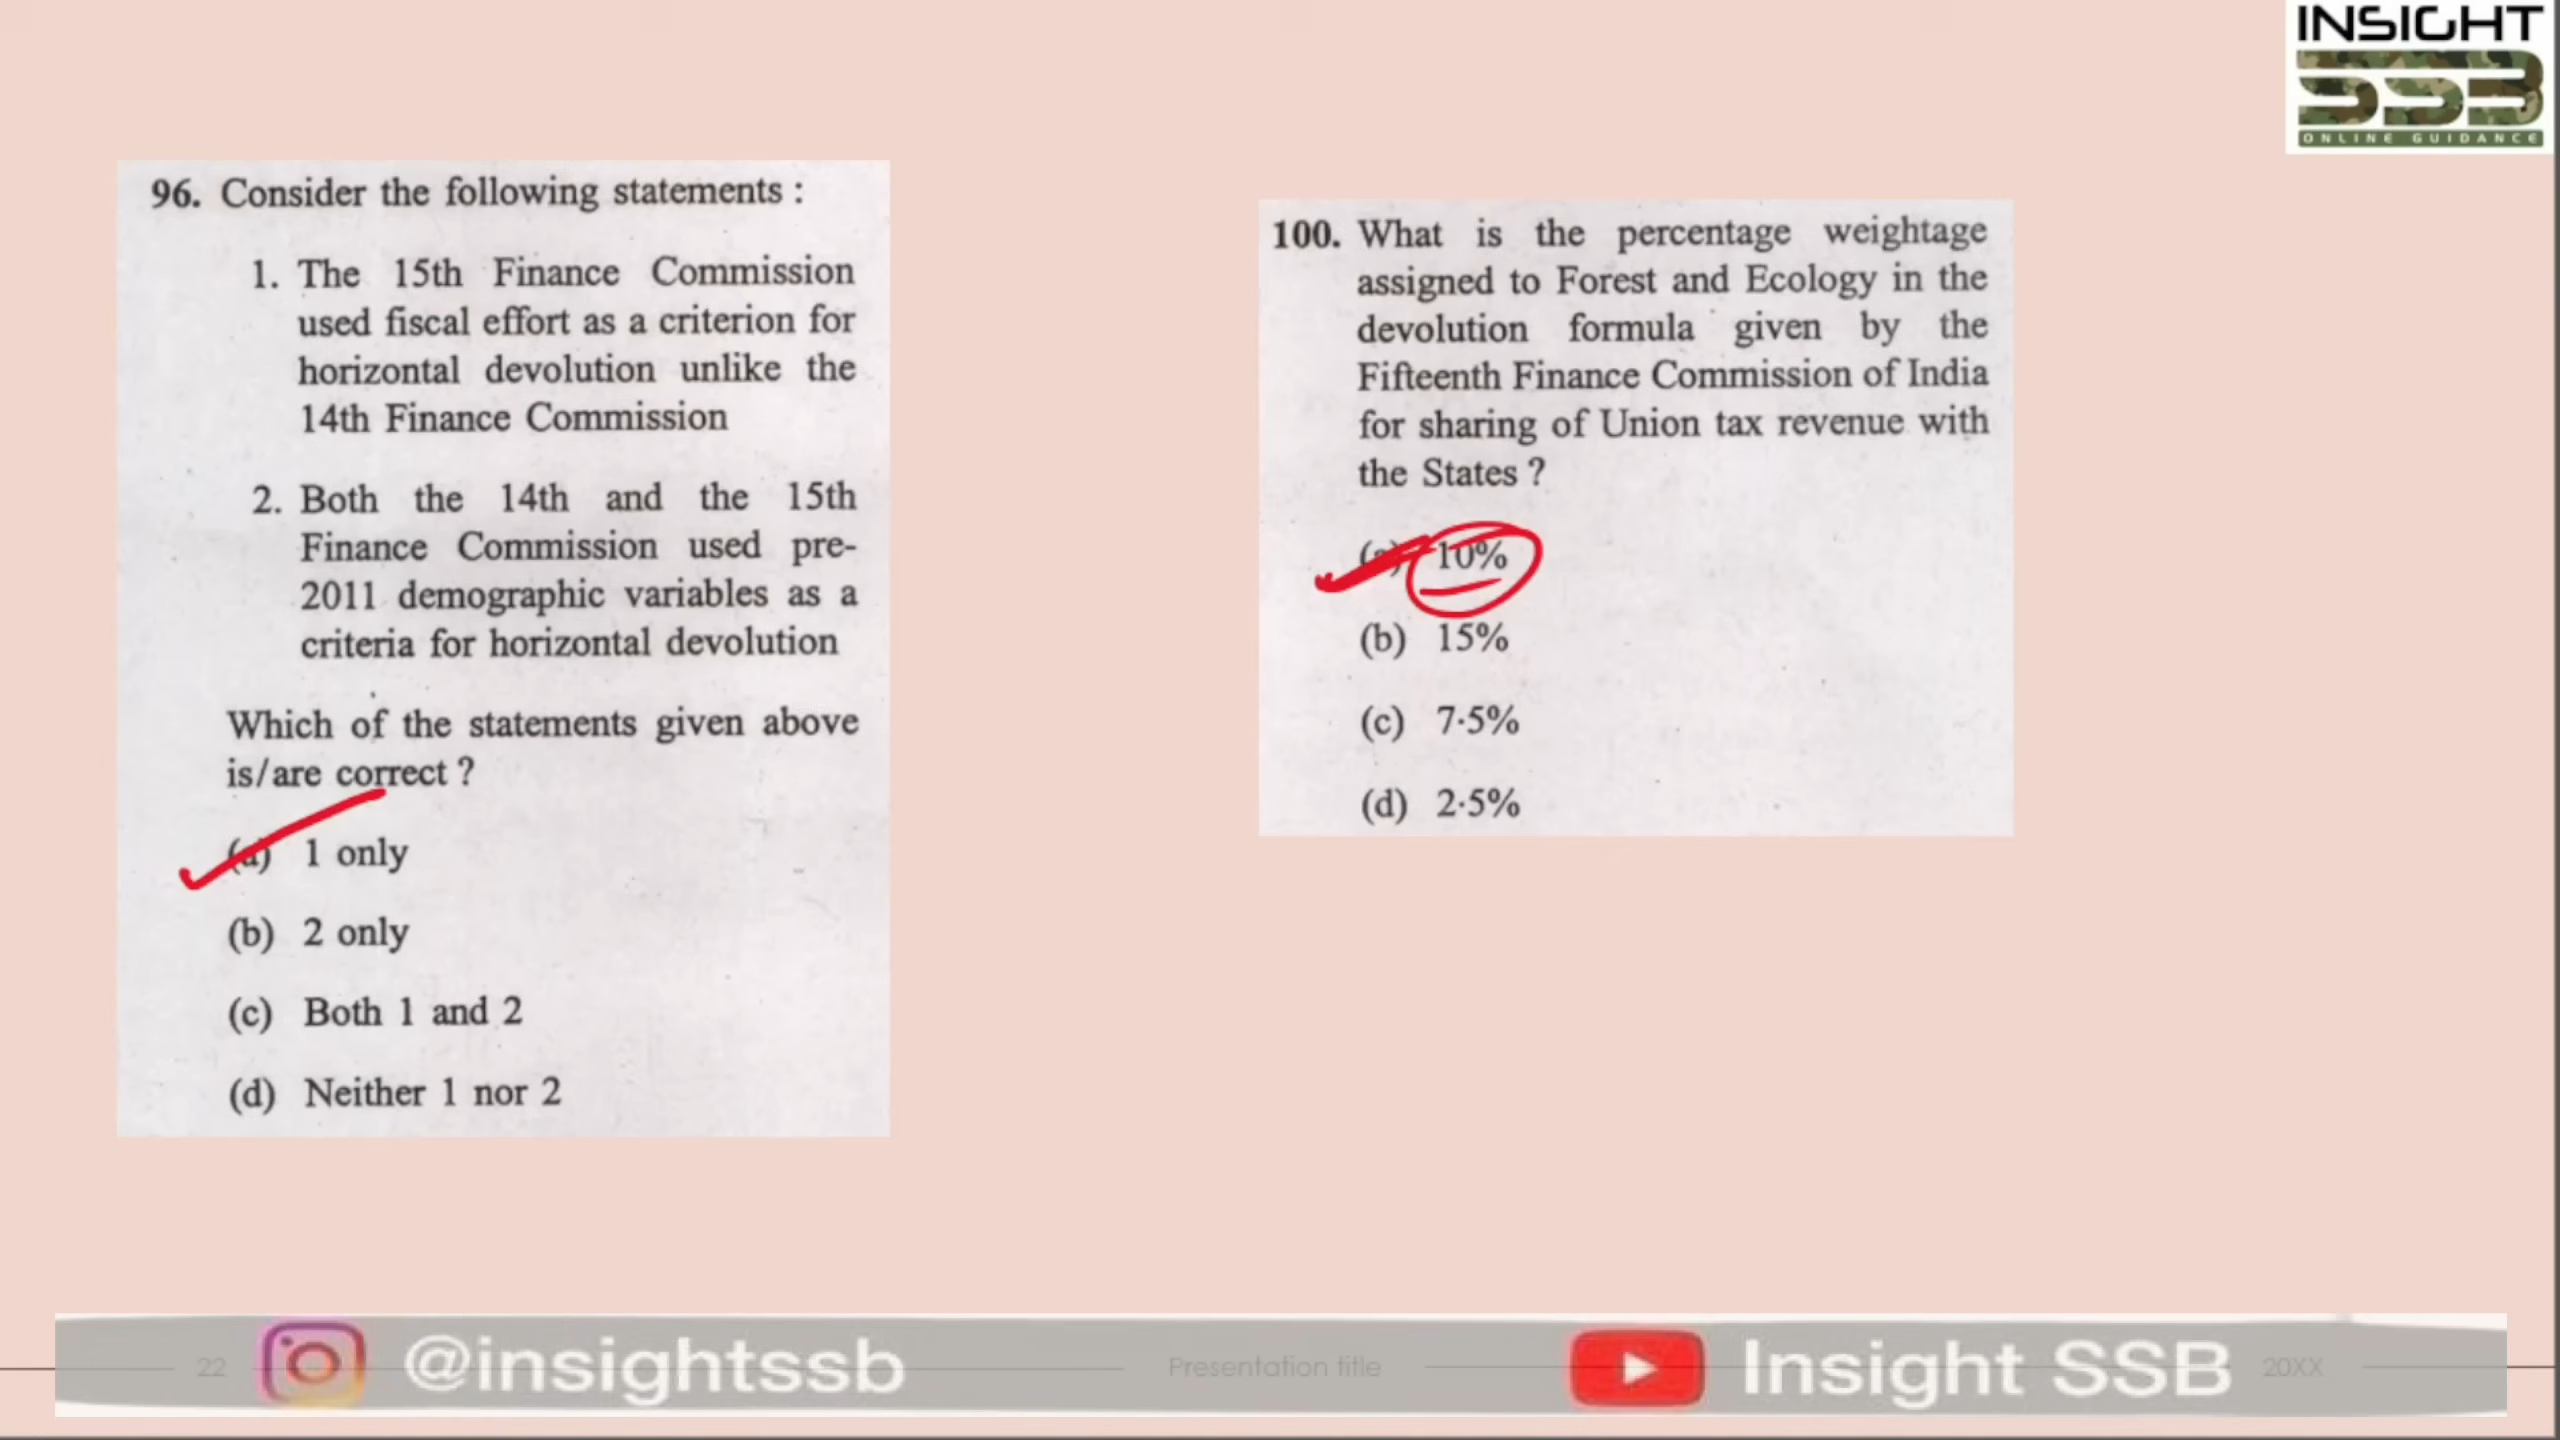 INSIGHT
SSB
ONLINE GUIDANCE
96. Consider the following statements :
1. The 15th Finance Commission
used fiscal effort as a criterion for
horizontal devolution unlike the
14th Finance Commission
2. Both the 14th and the 15th
Finance Commission used pre-
2011 demographic variables as a
criteria for horizontal devolution
Which of the statements given above
is/are correct ?
(a) 1 only
(b) 2 only
(c) Both 1 and 2
(d) Neither 1 nor 2
100. What is the percentage weightage
assigned to Forest and Ecology in the
devolution formula given by the
Fifteenth Finance Commission of India
for sharing of Union tax revenue with
the States ?
(a) 10%
(b) 15%
(c) 7·5%
(d) 2·5%
22
@insightssb
Presentation title
Insight SSB
20XX